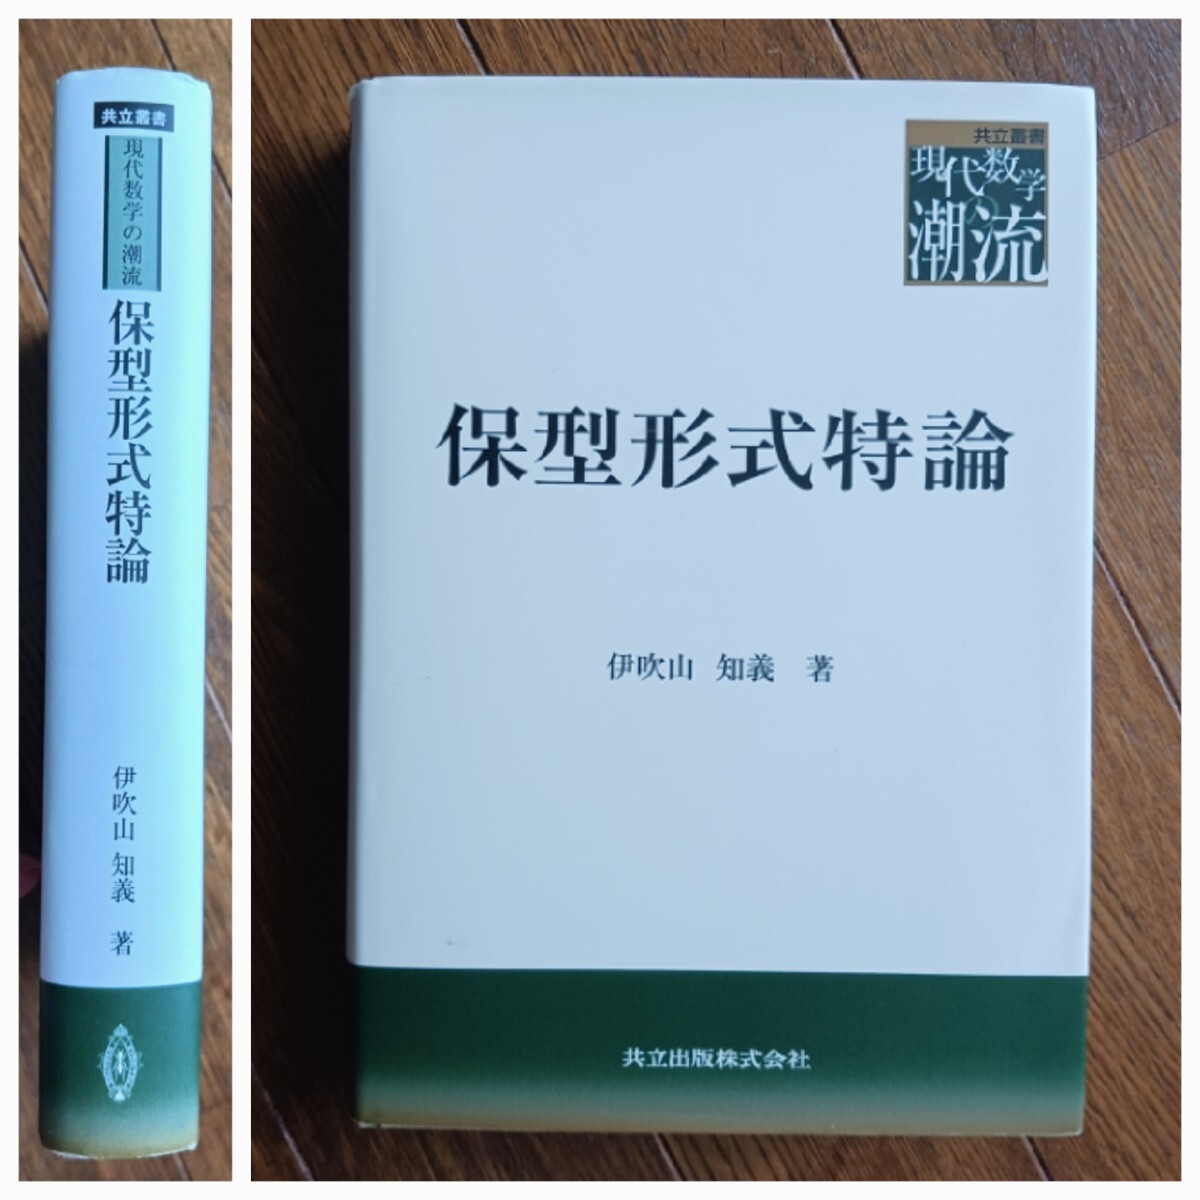 共立叢書
現代数学の潮流
保型形式特論
伊吹山 知義 著
共立叢書
現代数学の
潮流
保型形式特論
伊吹山 知義 著
共立出版株式会社